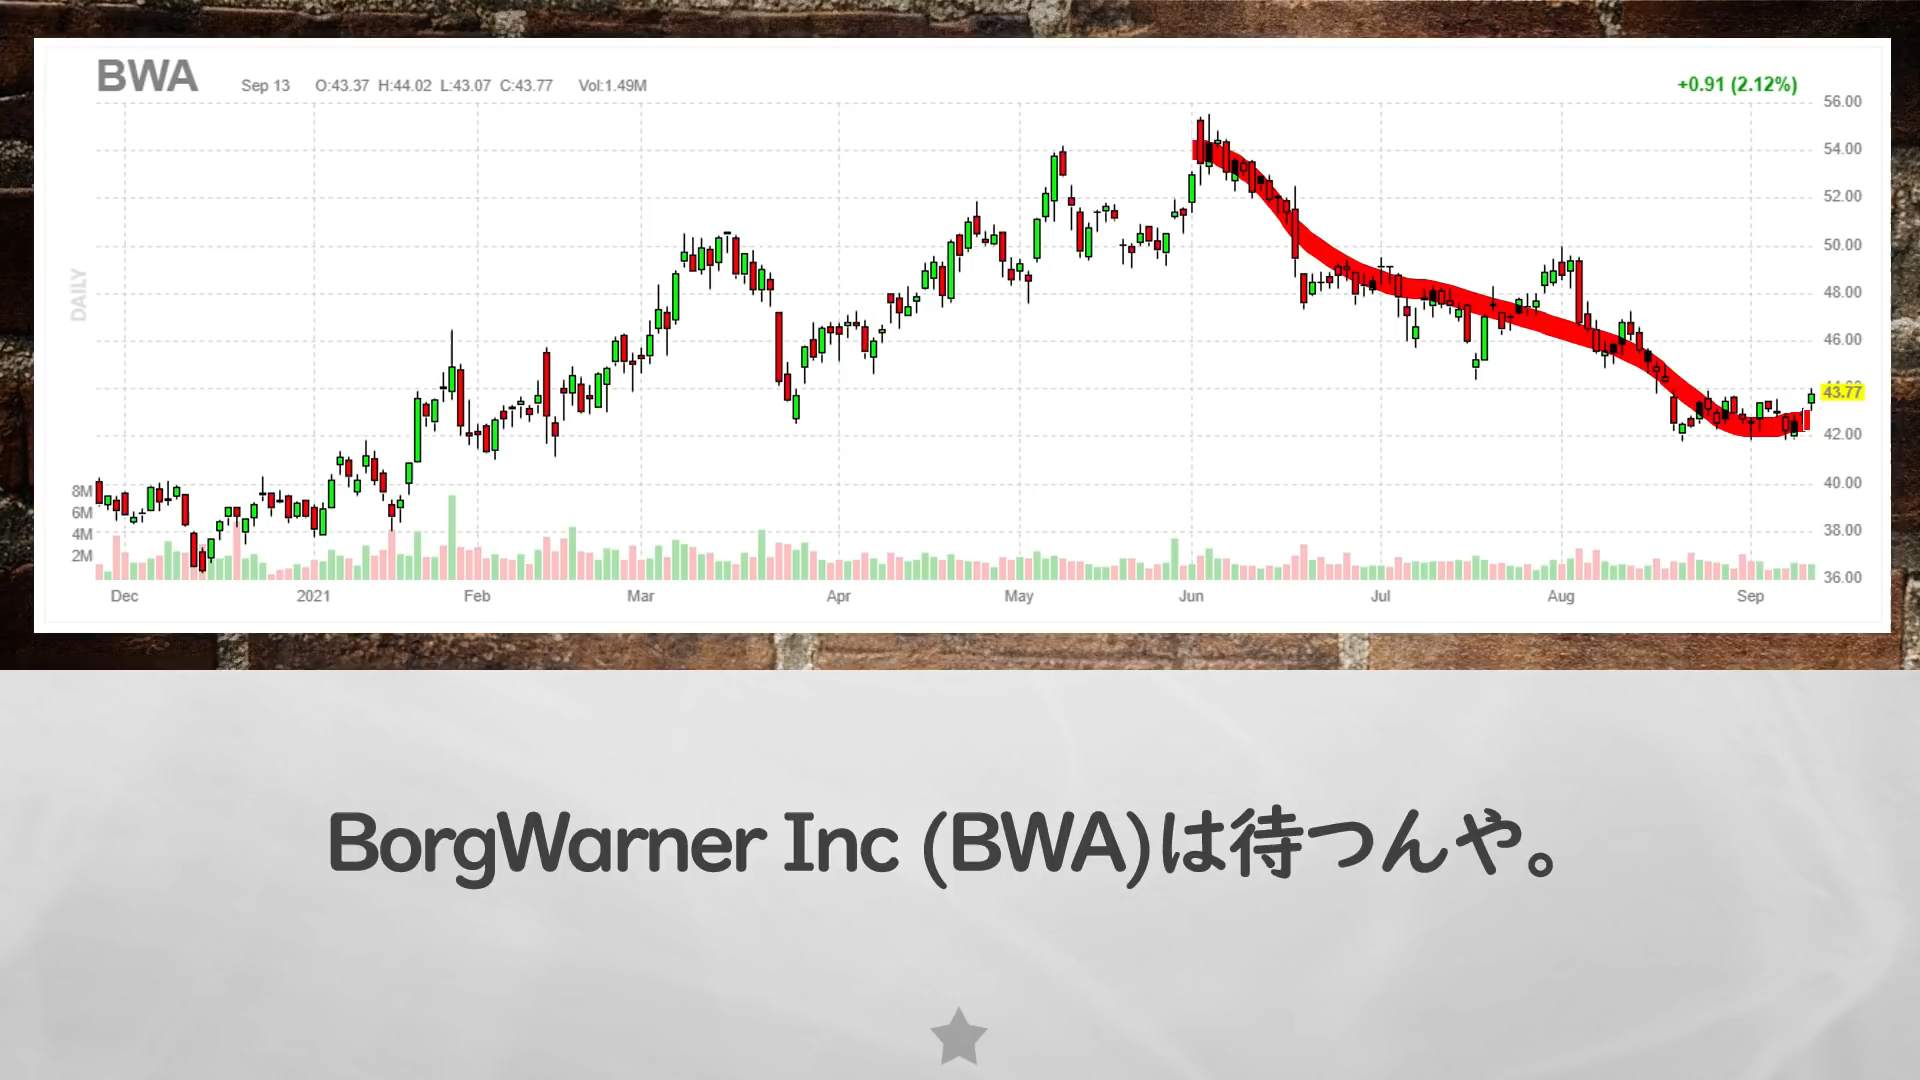 BWA Sep 13 O:43.37 H:44.02 L:43.07 C:43.77 Vol:1.49M +0.91 (2.12%)
56.00
54.00
52.00
50.00
48.00
46.00
43.77
42.00
40.00
38.00
36.00
DAILY
8M
6M
4M
2M
Dec 2021 Feb Mar Apr May Jun Jul Aug Sep
BorgWarner Inc (BWA)は待つんや。